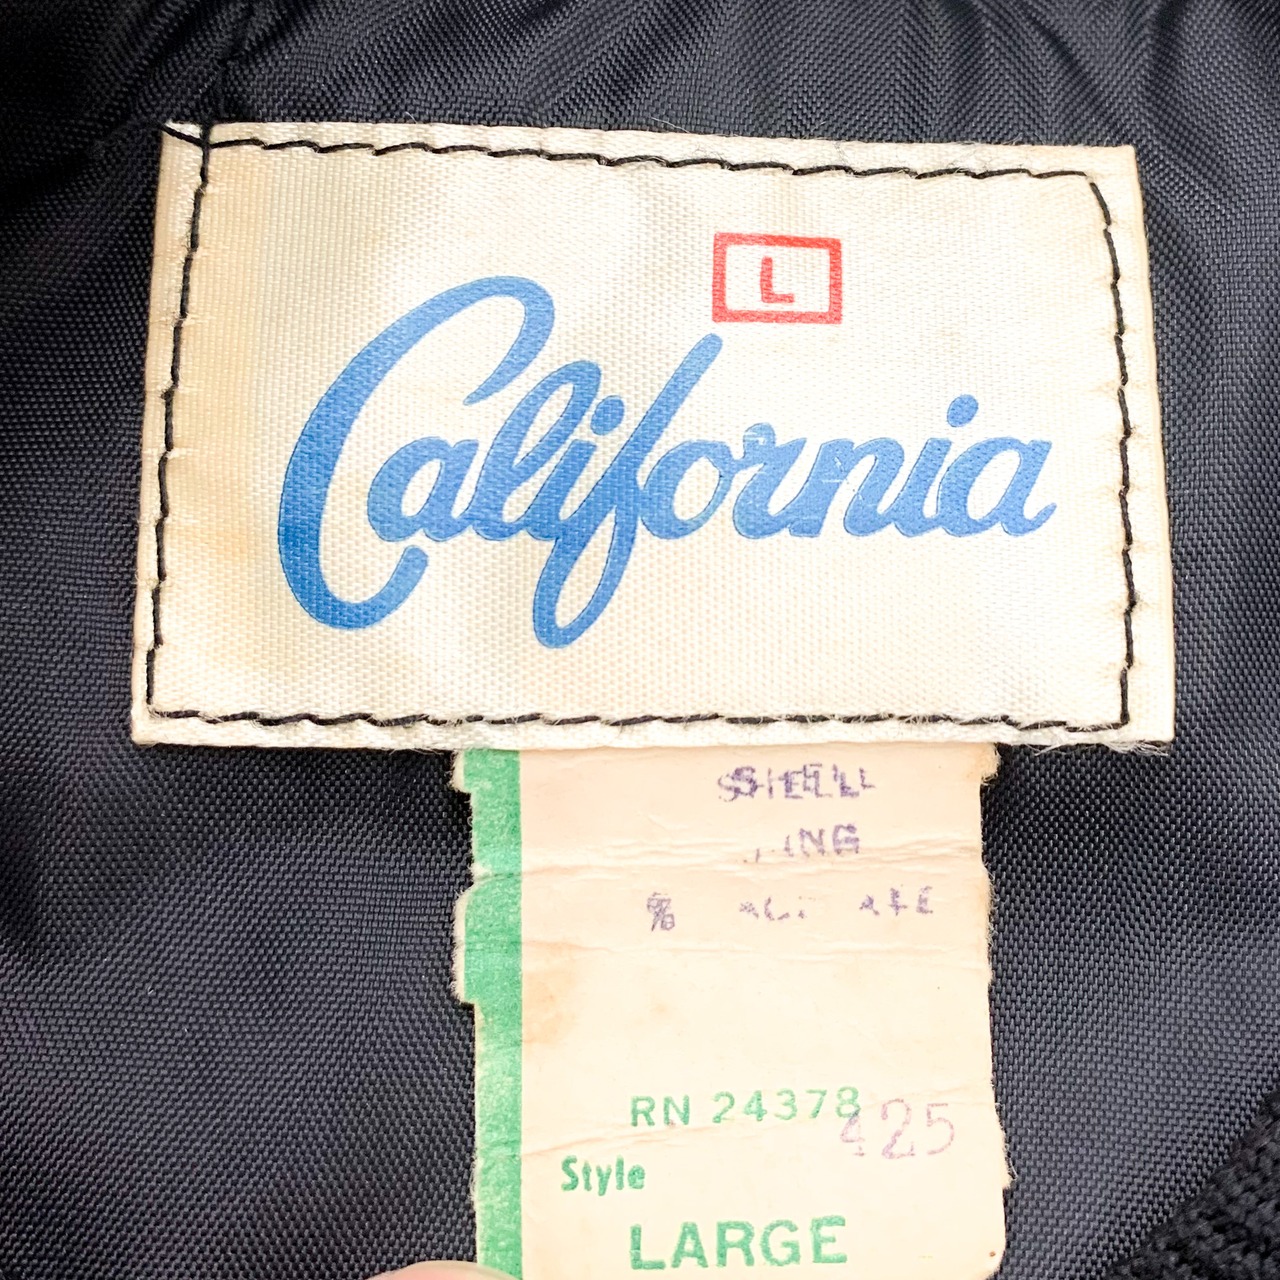 L
California
SHELL
%
RN 24378
425
Style
LARGE